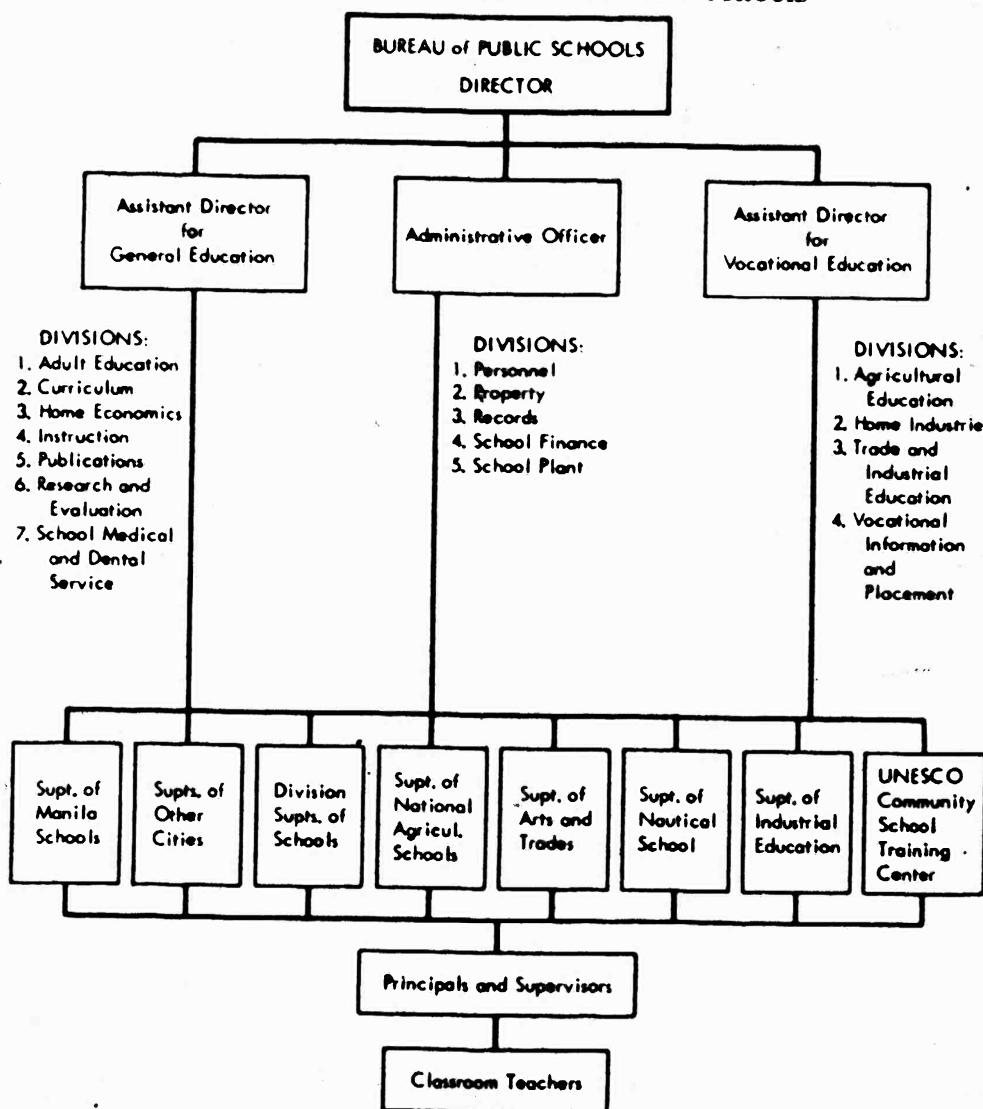 BUREAU of PUBLIC SCHOOLS
DIRECTOR
Assistant Director
for
General Education
Administrative Officer
Assistant Director
for
Vocational Education
DIVISIONS:
1. Adult Education
2. Curriculum
3. Home Economics
4. Instruction
5. Publications
6. Research and
Evaluation
7. School Medical
and Dental
Service
DIVISIONS:
1. Personnel
2. Property
3. Records
4. School Finance
5. School Plant
DIVISIONS:
1. Agricultural
Education
2. Home Industrie
3. Trade and
Industrial
Education
4. Vocational
Information
and
Placement
Supt. of
Manila
Schools
Supts. of
Other
Cities
Division
Supts. of
Schools
Supt. of
National
Agricul.
Schools
Supt. of
Arts and
Trades
Supt. of
Nautical
School
Supt. of
Industrial
Education
UNESCO
Community
School
Training
Center
Principals and Supervisors
Classroom Teachers